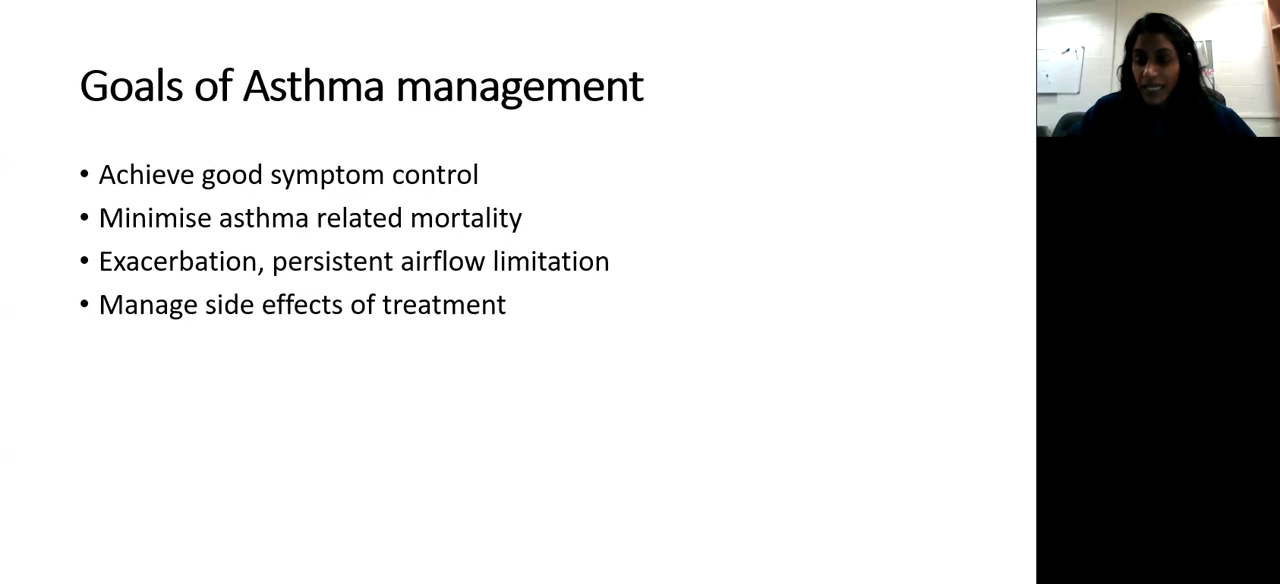 Goals of Asthma management
• Achieve good symptom control
• Minimise asthma related mortality
• Exacerbation, persistent airflow limitation
• Manage side effects of treatment